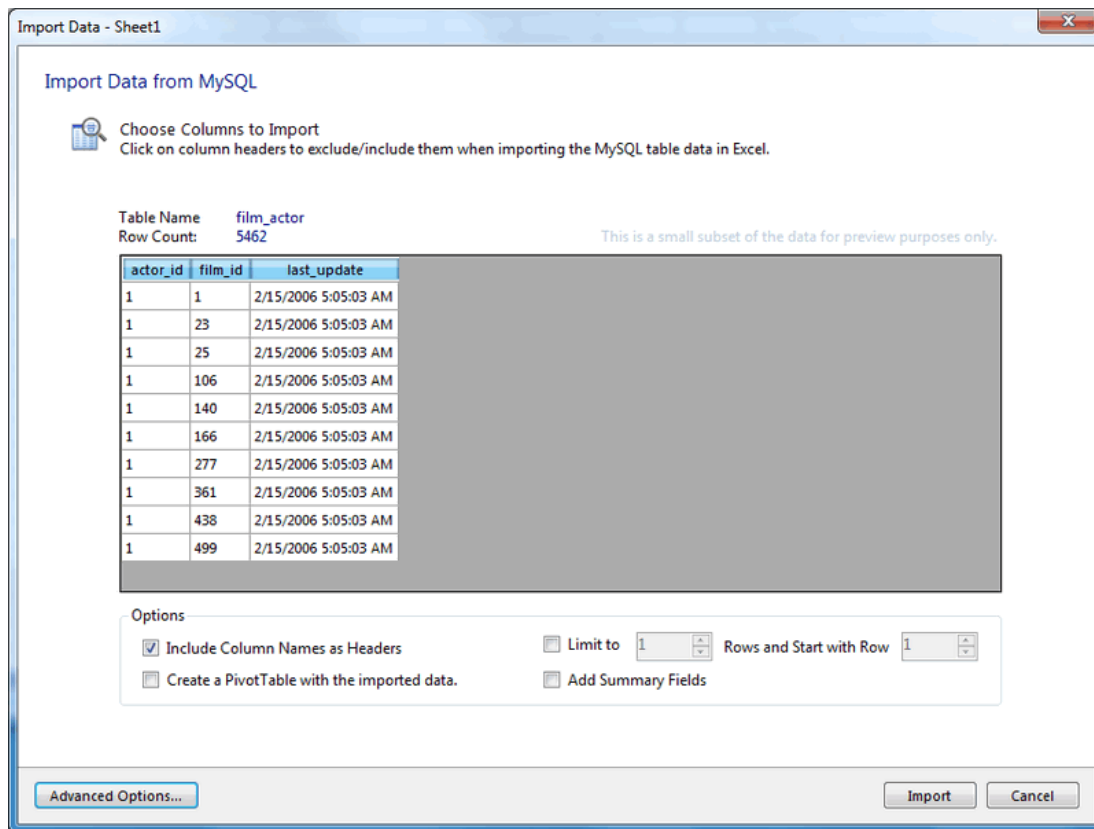 Import Data - Sheet1
Import Data from MySQL
Choose Columns to Import
Click on column headers to exclude/include them when importing the MySQL table data in Excel.
Table Name film_actor
Row Count: 5462 This is a small subset of the data for preview purposes only.
actor_id film_id last_update
1 1 2/15/2006 5:05:03 AM
1 23 2/15/2006 5:05:03 AM
1 25 2/15/2006 5:05:03 AM
1 106 2/15/2006 5:05:03 AM
1 140 2/15/2006 5:05:03 AM
1 166 2/15/2006 5:05:03 AM
1 277 2/15/2006 5:05:03 AM
1 361 2/15/2006 5:05:03 AM
1 438 2/15/2006 5:05:03 AM
1 499 2/15/2006 5:05:03 AM
Options
Include Column Names as Headers Limit to 1 Rows and Start with Row 1
Create a PivotTable with the imported data. Add Summary Fields
Advanced Options... Import Cancel